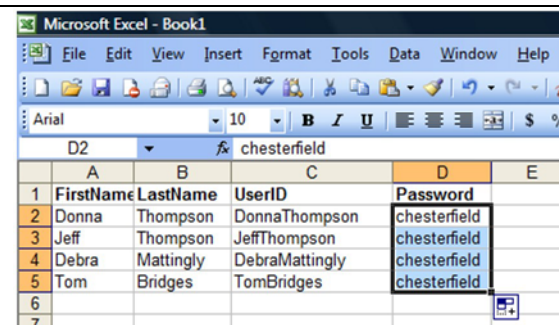 Microsoft Excel - Book1
File Edit View Insert Format Tools Data Window Help
Arial 10 B I U $ %
D2 fx chesterfield
A B C D E
1 FirstName LastName UserID Password
2 Donna Thompson DonnaThompson chesterfield
3 Jeff Thompson JeffThompson chesterfield
4 Debra Mattingly DebraMattingly chesterfield
5 Tom Bridges TomBridges chesterfield
6
7